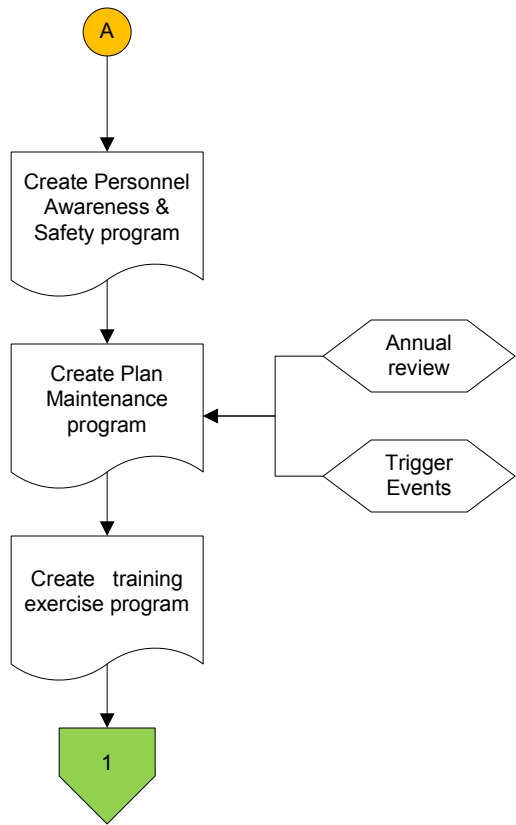 A
Create Personnel
Awareness &
Safety program
Create Plan
Maintenance
program
Annual
review
Trigger
Events
Create training
exercise program
1